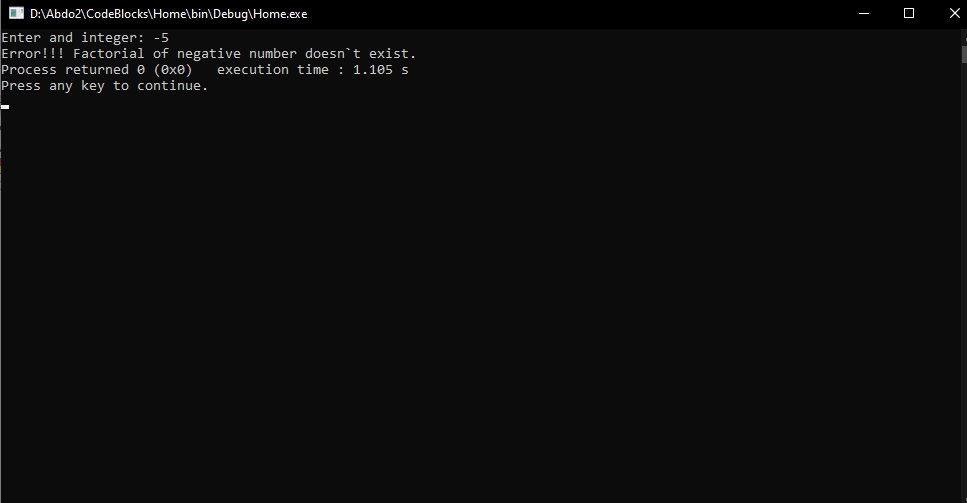 D:\Abdo2\CodeBlocks\Home\bin\Debug\Home.exe
Enter and integer: -5
Error!!! Factorial of negative number doesn`t exist.
Process returned 0 (0x0)   execution time : 1.105 s
Press any key to continue.